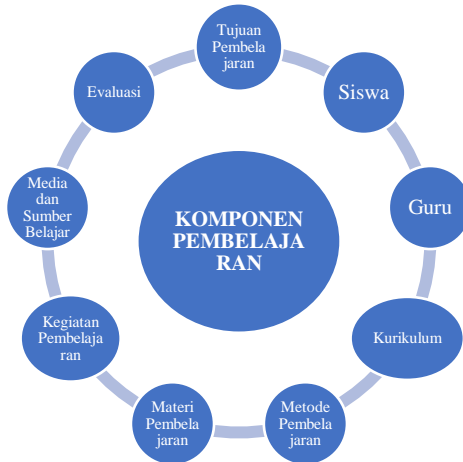 Tujuan
Pembela
jaran
Siswa
Guru
Kurikulum
Metode
Pembela
jaran
Materi
Pembela
jaran
Kegiatan
Pembelaja
ran
Media
dan
Sumber
Belajar
Evaluasi
KOMPONEN
PEMBELAJA
RAN